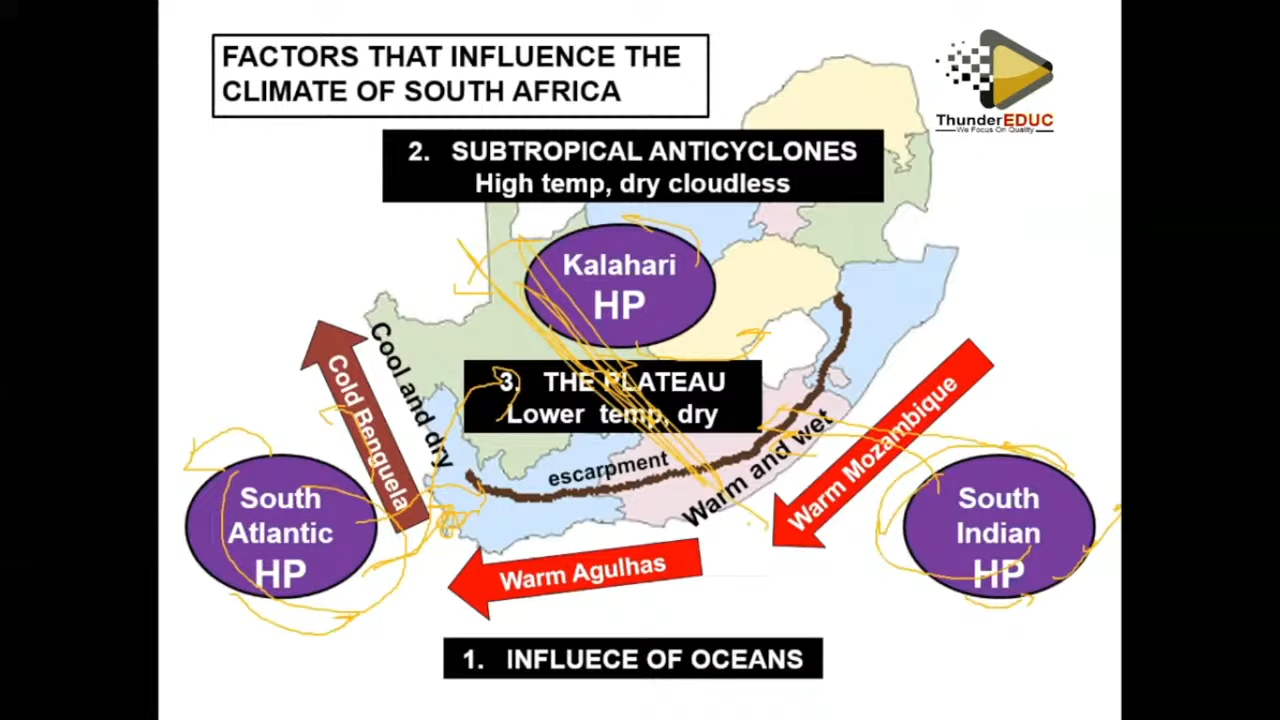 FACTORS THAT INFLUENCE THE
CLIMATE OF SOUTH AFRICA
ThunderEDUC
We Focus On Quality
2. SUBTROPICAL ANTICYCLONES
High temp, dry cloudless
Kalahari
HP
3. THE PLATEAU
Lower temp, dry
Cold Benguela
Cool and dry
escarpment
Warm and wet
Warm Mozambique
South
Atlantic
HP
South
Indian
HP
Warm Agulhas
1. INFLUECE OF OCEANS